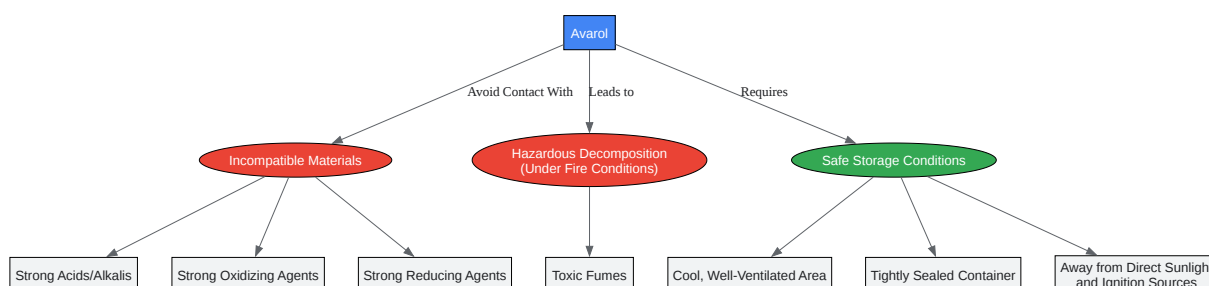 Avarol
Avoid Contact With
Leads to
Requires
Incompatible Materials
Hazardous Decomposition
(Under Fire Conditions)
Safe Storage Conditions
Strong Acids/Alkalis
Strong Oxidizing Agents
Strong Reducing Agents
Toxic Fumes
Cool, Well-Ventilated Area
Tightly Sealed Container
Away from Direct Sunligh
and Ignition Sources